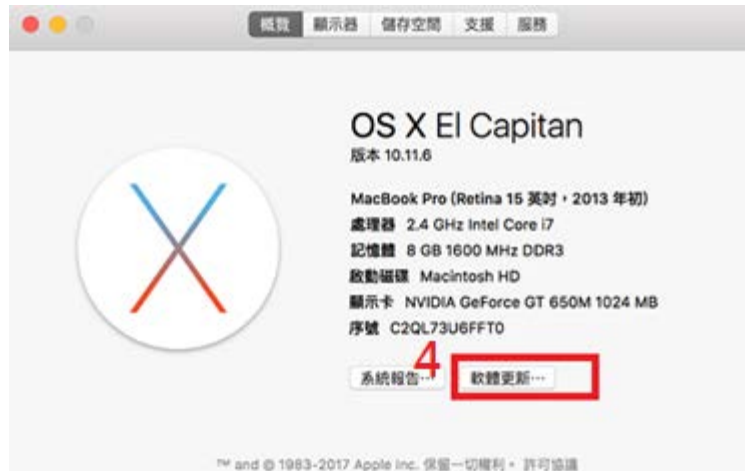 概覽 顯示器 儲存空間 支援 服務
OS X El Capitan
版本 10.11.6
MacBook Pro (Retina 15 英吋，2013 年初)
處理器 2.4 GHz Intel Core i7
記憶體 8 GB 1600 MHz DDR3
啟動磁碟 Macintosh HD
顯示卡 NVIDIA GeForce GT 650M 1024 MB
序號 C2QL73U6FFT0
4
系統報告⋯ 軟體更新⋯
™ and © 1983-2017 Apple Inc. 保留一切權利。 許可協議